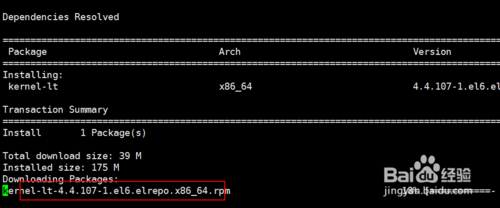 Dependencies Resolved
================================================================
Package Arch Version
================================================================
Installing:
kernel-lt x86_64 4.4.107-1.el6.el
Transaction Summary
================================================================
Install 1 Package(s)
Total download size: 39 M
Installed size: 175 M
Downloading Packages:
kernel-lt-4.4.107-1.el6.elrepo.x86_64.rpm
Baidu 经验
jingyan.baidu.com